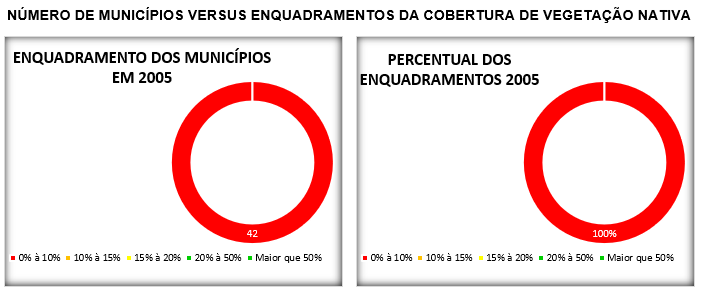 NÚMERO DE MUNICÍPIOS VERSUS ENQUADRAMENTOS DA COBERTURA DE VEGETAÇÃO NATIVA
ENQUADRAMENTO DOS MUNICÍPIOS
EM 2005
42
0% à 10% 10% à 15% 15% à 20% 20% à 50% Maior que 50%
PERCENTUAL DOS
ENQUADRAMENTOS 2005
100%
0% à 10% 10% à 15% 15% à 20% 20% à 50% Maior que 50%